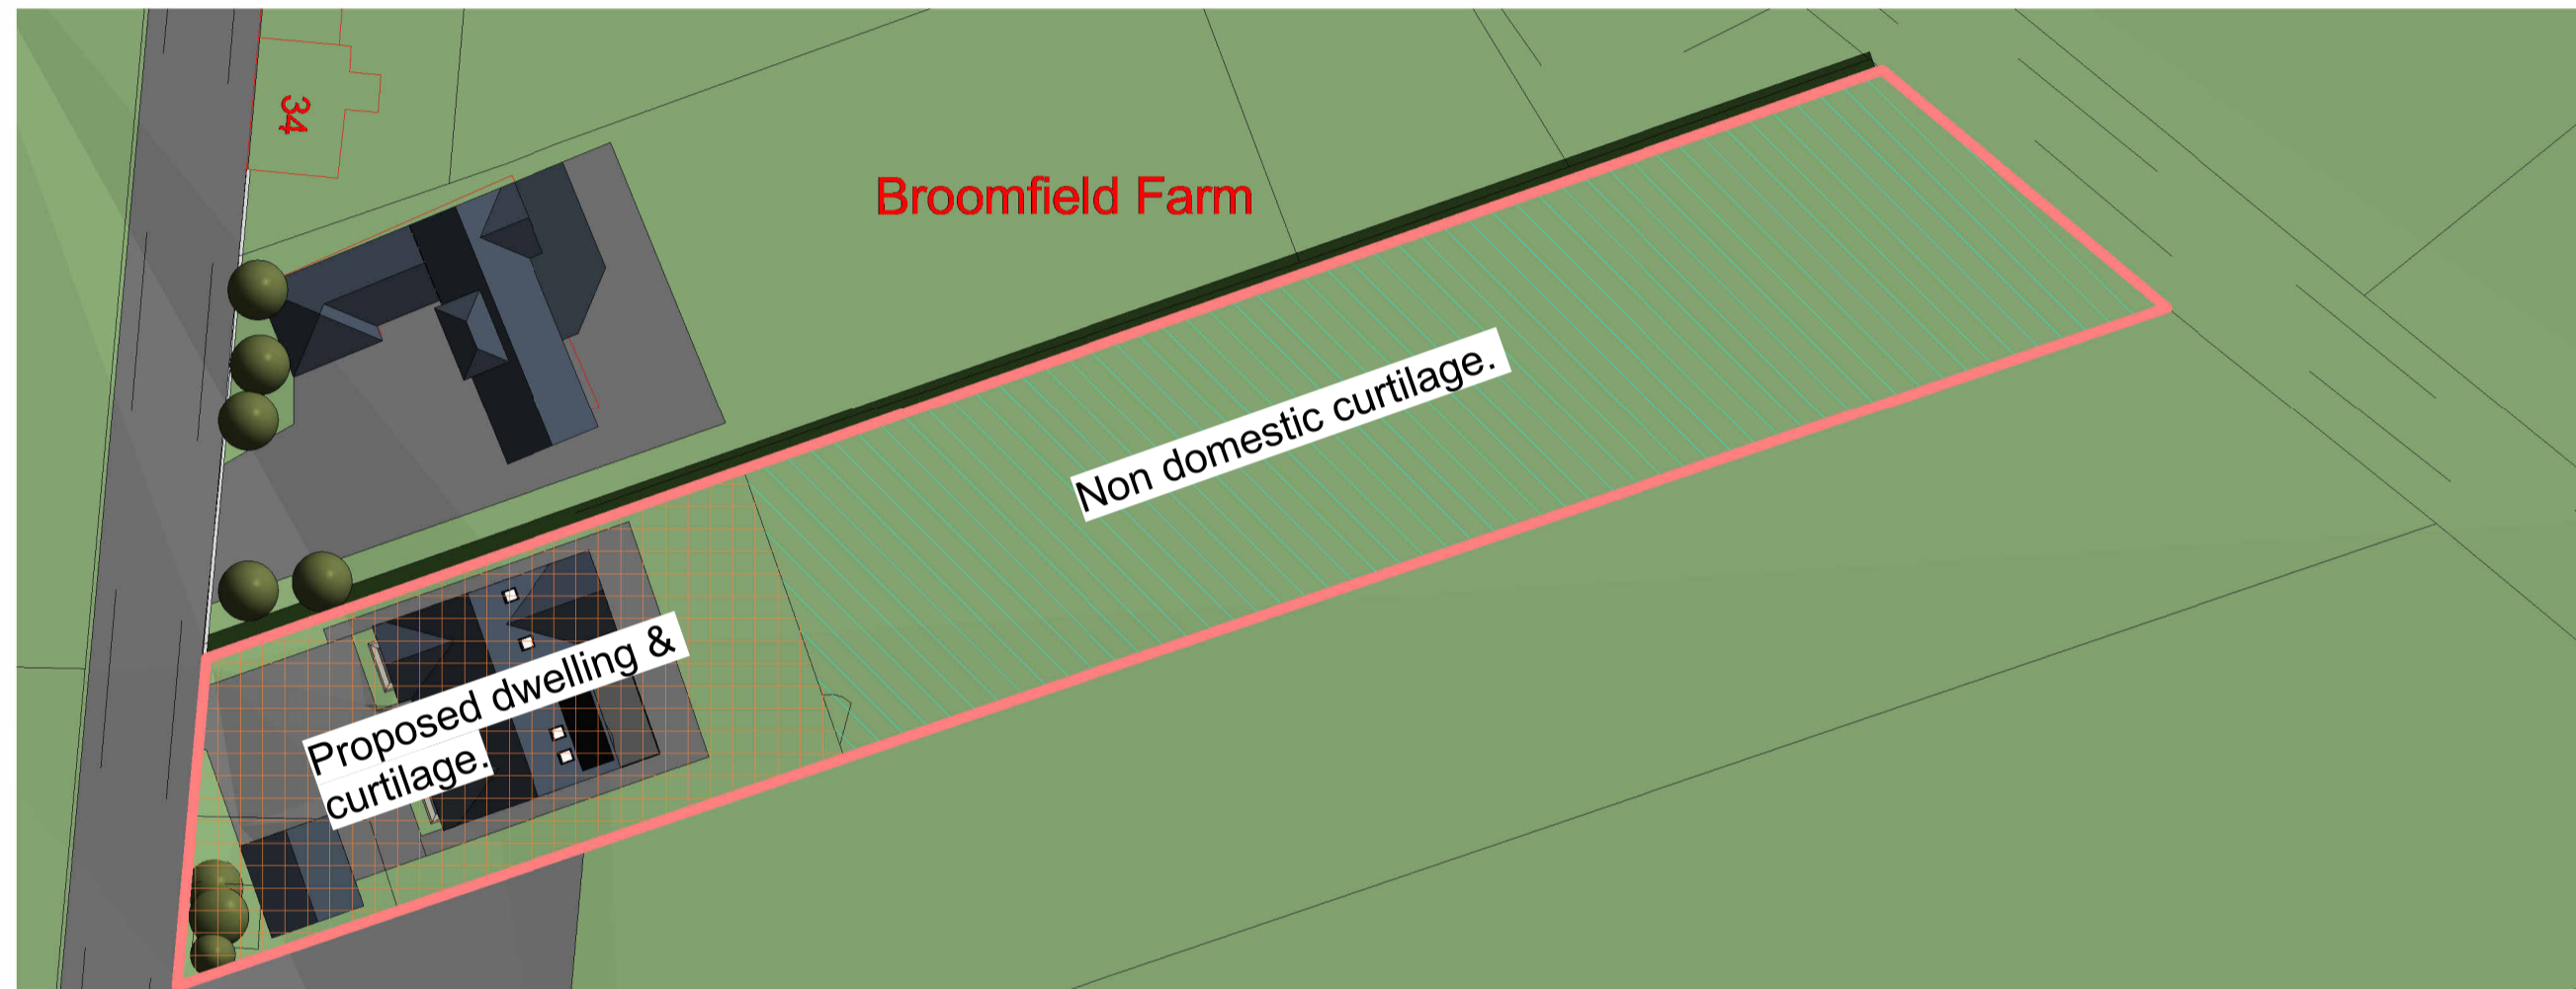 34
Broomfield Farm
Non domestic curtilage.
Proposed dwelling &
curtilage.